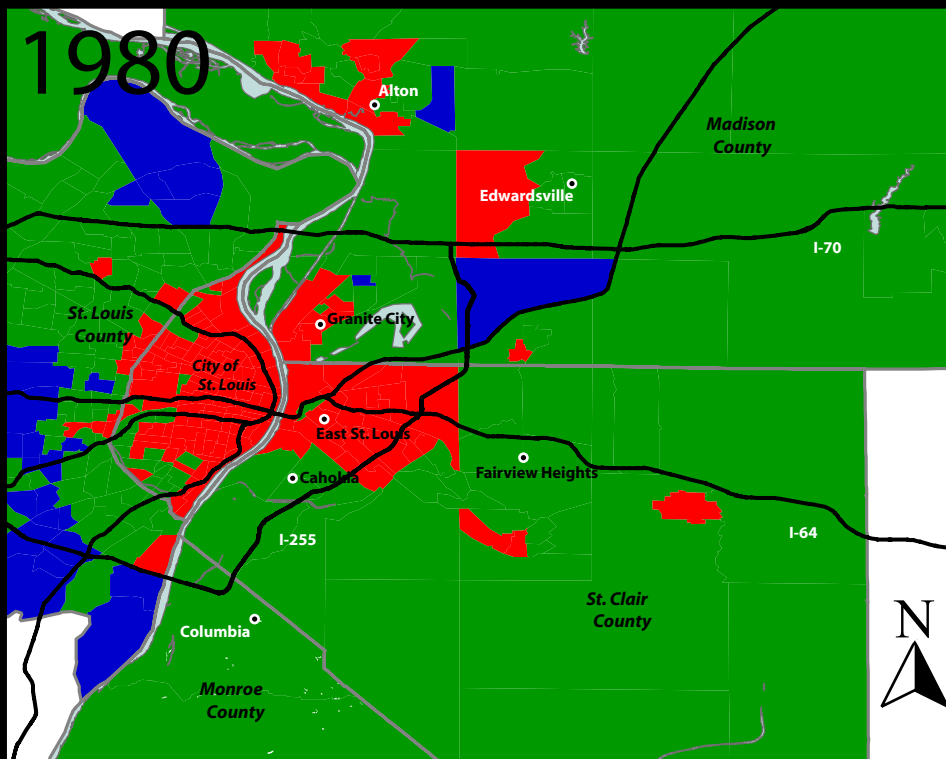 1980
Alton
Madison
County
Edwardsville
I-70
St. Louis
County
Granite City
City of
St. Louis
East St. Louis
Cahokia
Fairview Heights
I-255
I-64
St. Clair
County
Columbia
N
Monroe
County